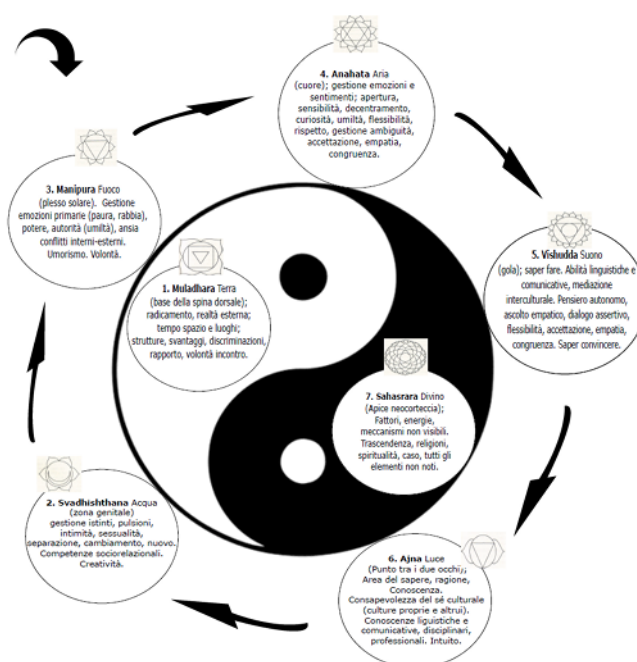 4. Anahata Aria
(cuore); gestione emozioni e
sentimenti; apertura,
sensibilità, decentramento,
curiosità, umiltà, flessibilità,
rispetto, gestione ambiguità,
accettazione, empatia,
congruenza.
3. Manipura Fuoco
(plesso solare). Gestione
emozioni primarie (paura, rabbia),
potere, autorità (umiltà), ansia
conflitti interni-esterni.
Umorismo. Volontà.
1. Muladhara Terra
(base della spina dorsale);
radicamento, realtà esterna;
tempo spazio e luoghi;
strutture, svantaggi, discriminazioni,
rapporto, volontà incontro.
5. Vishudda Suono
(gola); saper fare. Abilità linguistiche e
comunicative, mediazione
interculturale. Pensiero autonomo,
ascolto empatico, dialogo assertivo,
flessibilità, accettazione, empatia,
congruenza. Saper convincere.
7. Sahasrara Divino
(Apice neocorteccia);
Fattori, energie,
meccanismi non visibili.
Trascendenza, religioni,
spiritualità, caso, tutti gli
elementi non noti.
2. Svadhishthana Acqua
(zona genitale)
gestione istinti, pulsioni,
intimità, sessualità,
separazione, cambiamento, nuovo.
Competenze sociorelazionali.
Creatività.
6. Ajna Luce
(Punto tra i due occhi);
Area del sapere, ragione,
Conoscenza.
Consapevolezza del sé culturale
(culture proprie e altrui).
Conoscenze liguistiche e
comunicative, disciplinari,
professionali. Intuito.